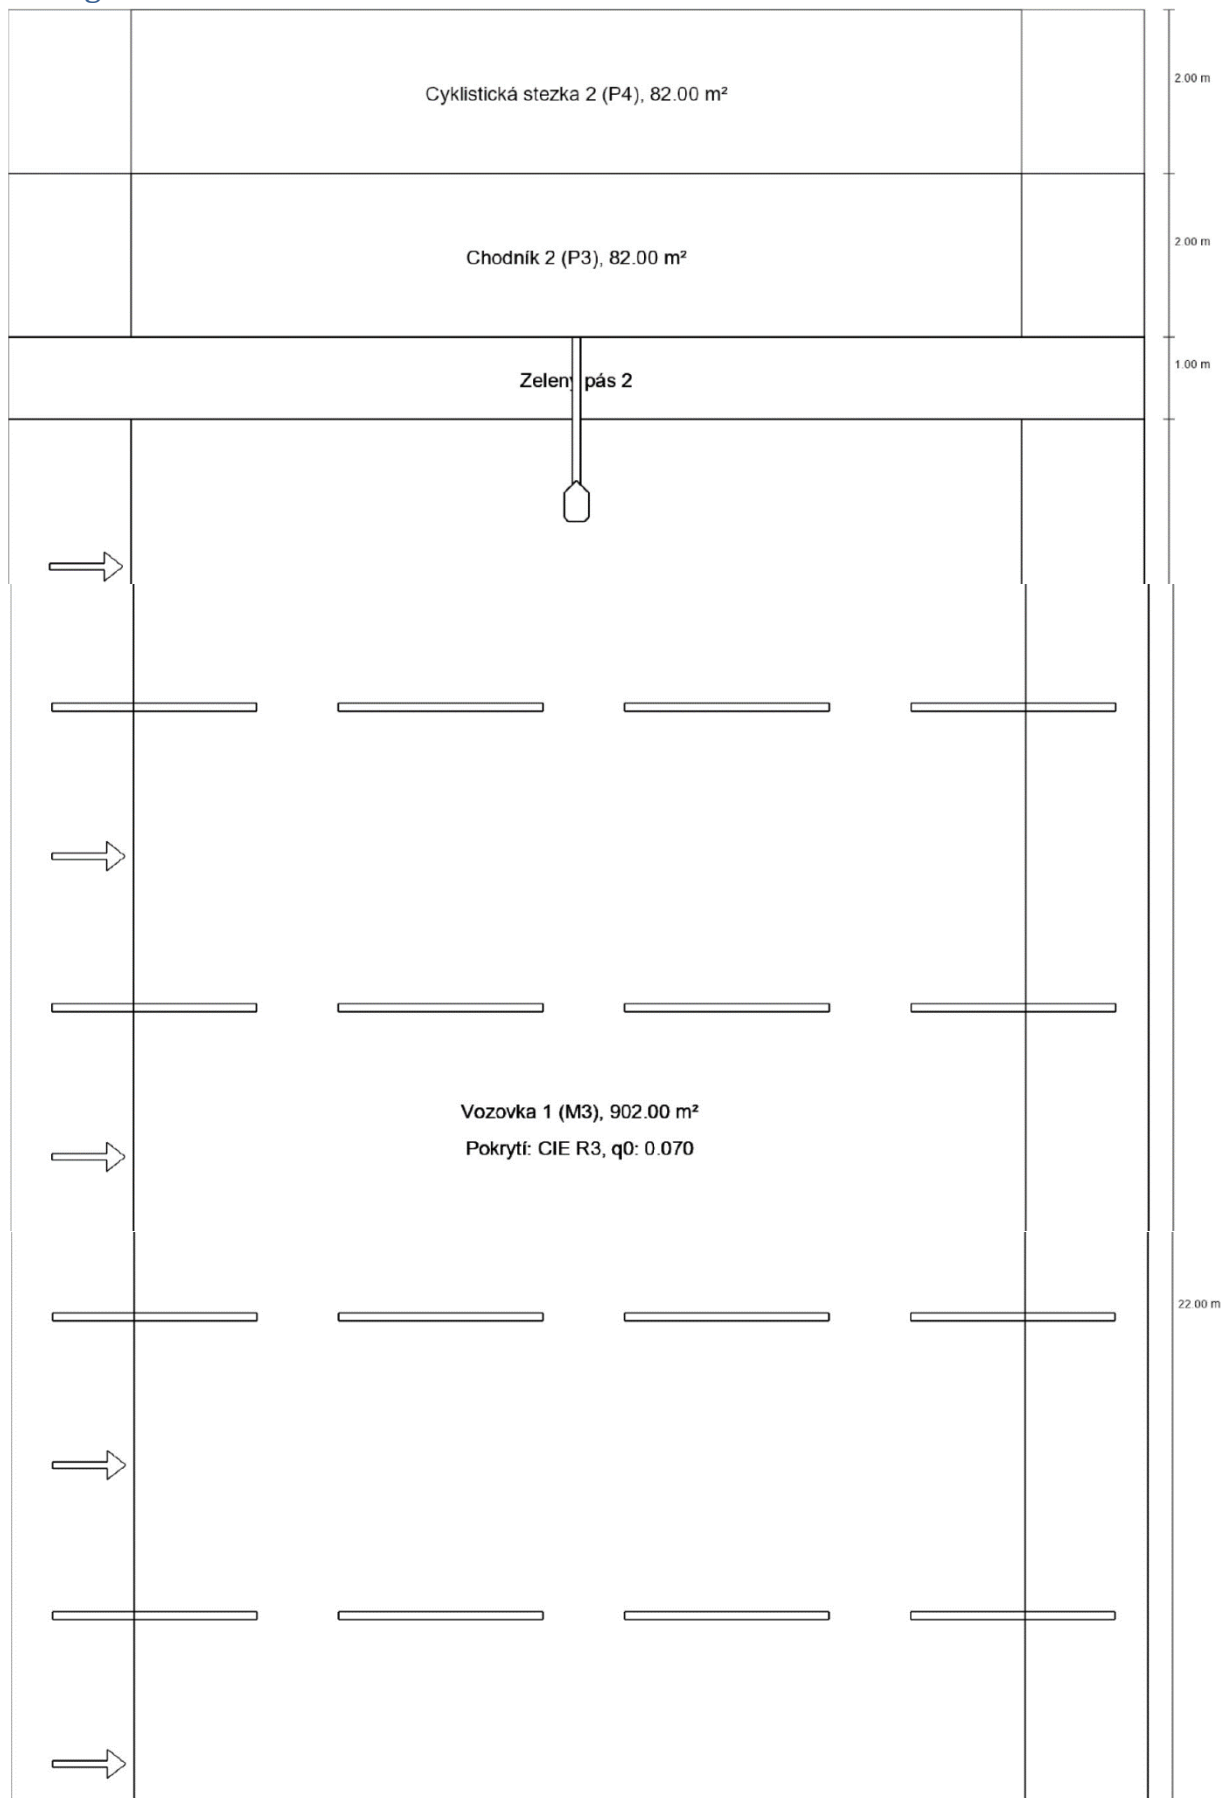 2.00 m
Cyklistická stezka 2 (P4), 82.00 m²
2.00 m
Chodník 2 (P3), 82.00 m²
1.00 m
Zelený pás 2
Vozovka 1 (M3), 902.00 m²
Pokrytí: CIE R3, q0: 0.070
22.00 m